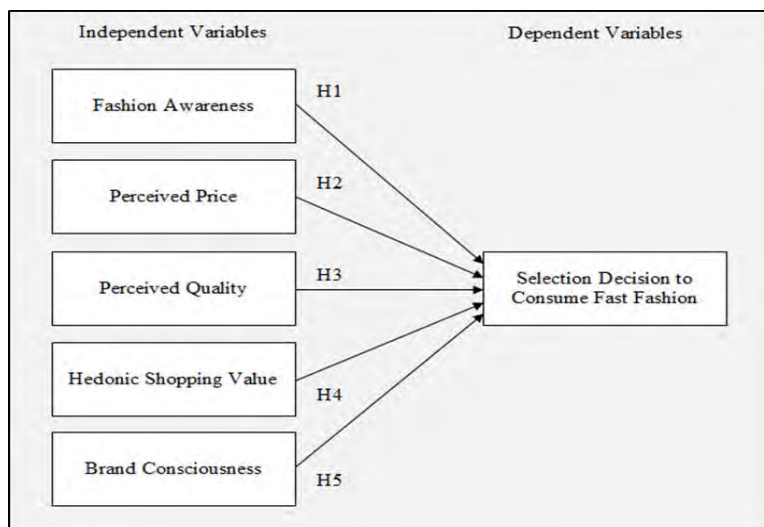 Independent Variables
Dependent Variables
Fashion Awareness
H1
Perceived Price
H2
Perceived Quality
H3
Selection Decision to
Consume Fast Fashion
Hedonic Shopping Value
H4
Brand Consciousness
H5